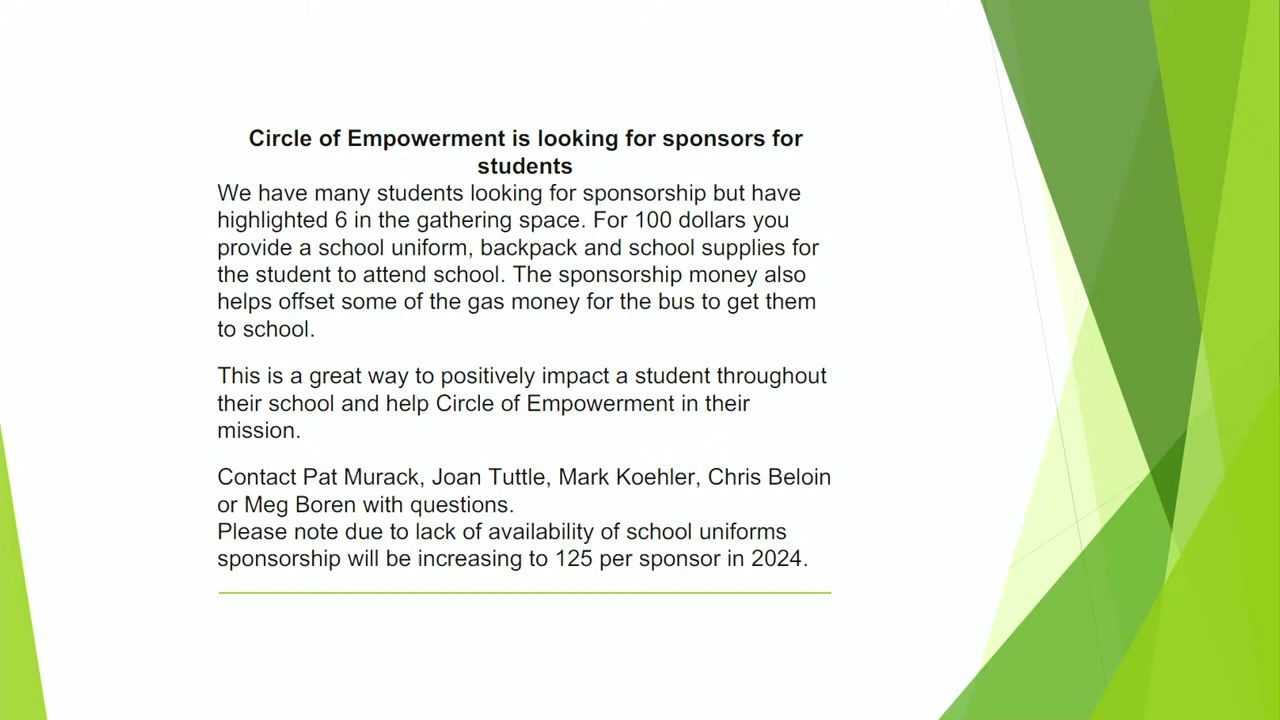 Circle of Empowerment is looking for sponsors for
students
We have many students looking for sponsorship but have
highlighted 6 in the gathering space. For 100 dollars you
provide a school uniform, backpack and school supplies for
the student to attend school. The sponsorship money also
helps offset some of the gas money for the bus to get them
to school.
This is a great way to positively impact a student throughout
their school and help Circle of Empowerment in their
mission.
Contact Pat Murack, Joan Tuttle, Mark Koehler, Chris Beloin
or Meg Boren with questions.
Please note due to lack of availability of school uniforms
sponsorship will be increasing to 125 per sponsor in 2024.